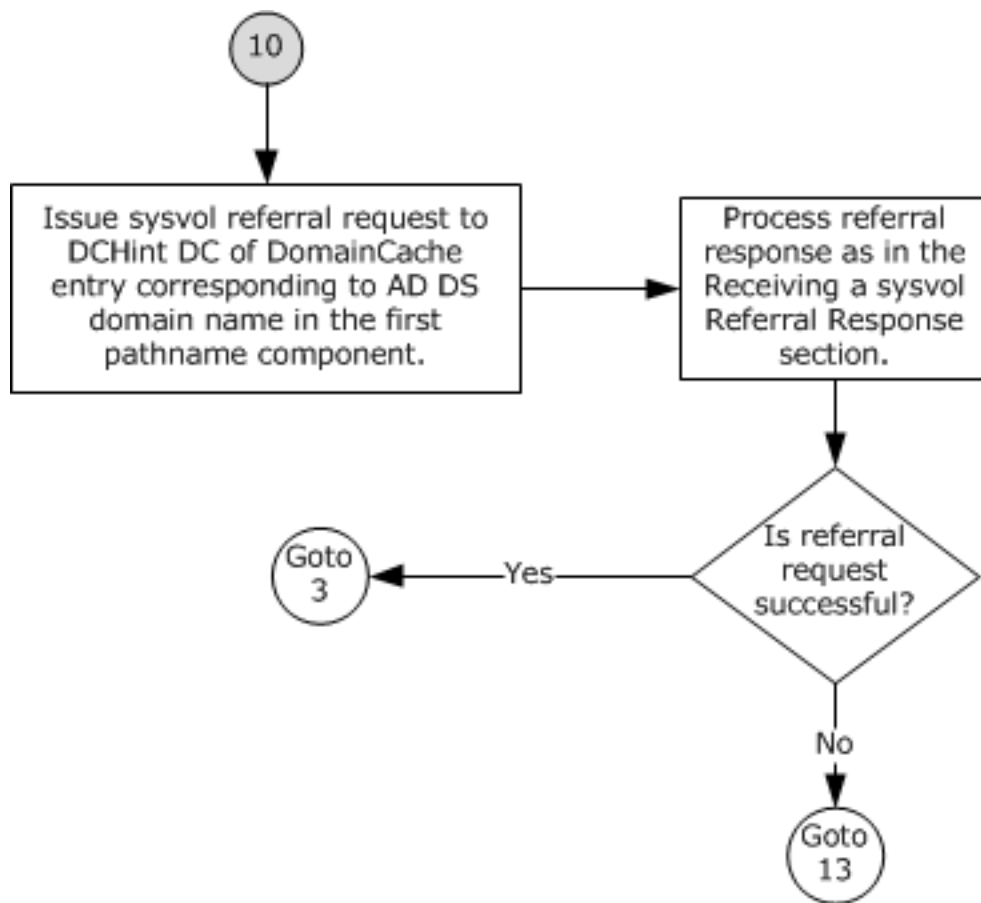 10
Issue sysvol referral request to
DCHint DC of DomainCache
entry corresponding to AD DS
domain name in the first
pathname component.
Process referral
response as in the
Receiving a sysvol
Referral Response
section.
Is referral
request
successful?
Yes
Goto
3
No
Goto
13